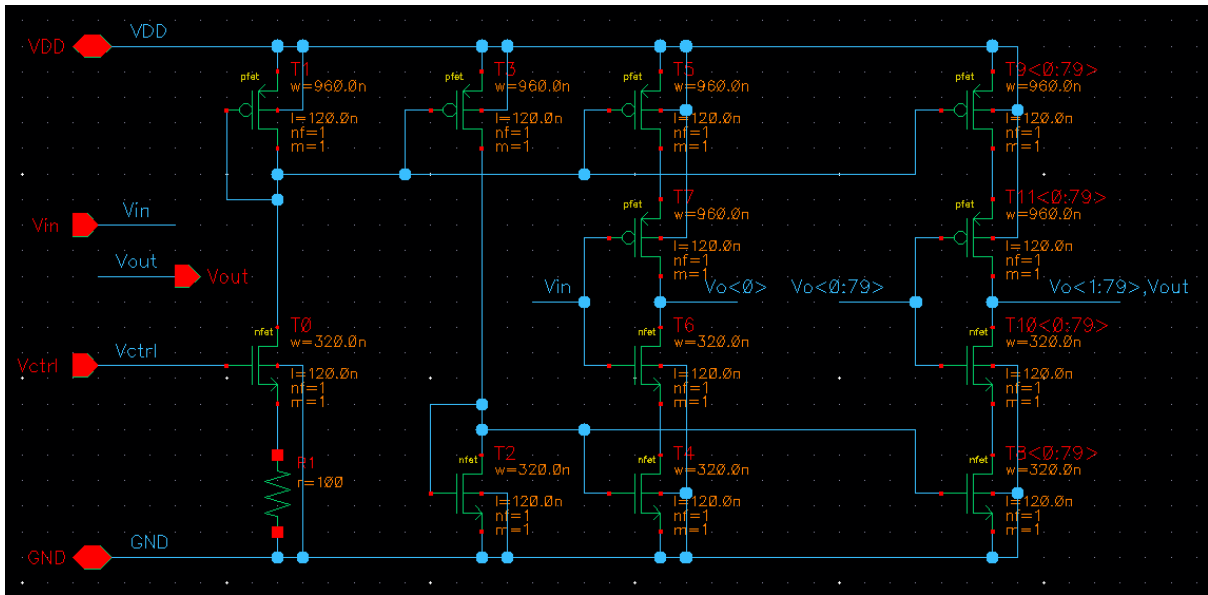 VDD
VDD
pfet
T1
w=960.0n
l=120.0n
nf=1
m=1
pfet
T3
w=960.0n
l=120.0n
nf=1
m=1
pfet
T5
w=960.0n
l=120.0n
nf=1
m=1
pfet
T9<0:79>
w=960.0n
l=120.0n
nf=1
m=1
Vin
Vin
Vout
Vout
pfet
T7
w=960.0n
l=120.0n
nf=1
m=1
pfet
T11<0:79>
w=960.0n
l=120.0n
nf=1
m=1
Vin
Vo<0>
Vo<0:79>
Vo<1:79>,Vout
Vctrl
Vctrl
nfet
T0
w=320.0n
l=120.0n
nf=1
m=1
nfet
T6
w=320.0n
l=120.0n
nf=1
m=1
nfet
T10<0:79>
w=320.0n
l=120.0n
nf=1
m=1
R1
r=100
nfet
T2
w=320.0n
l=120.0n
nf=1
m=1
nfet
T4
w=320.0n
l=120.0n
nf=1
m=1
nfet
T8<0:79>
w=320.0n
l=120.0n
nf=1
m=1
GND
GND